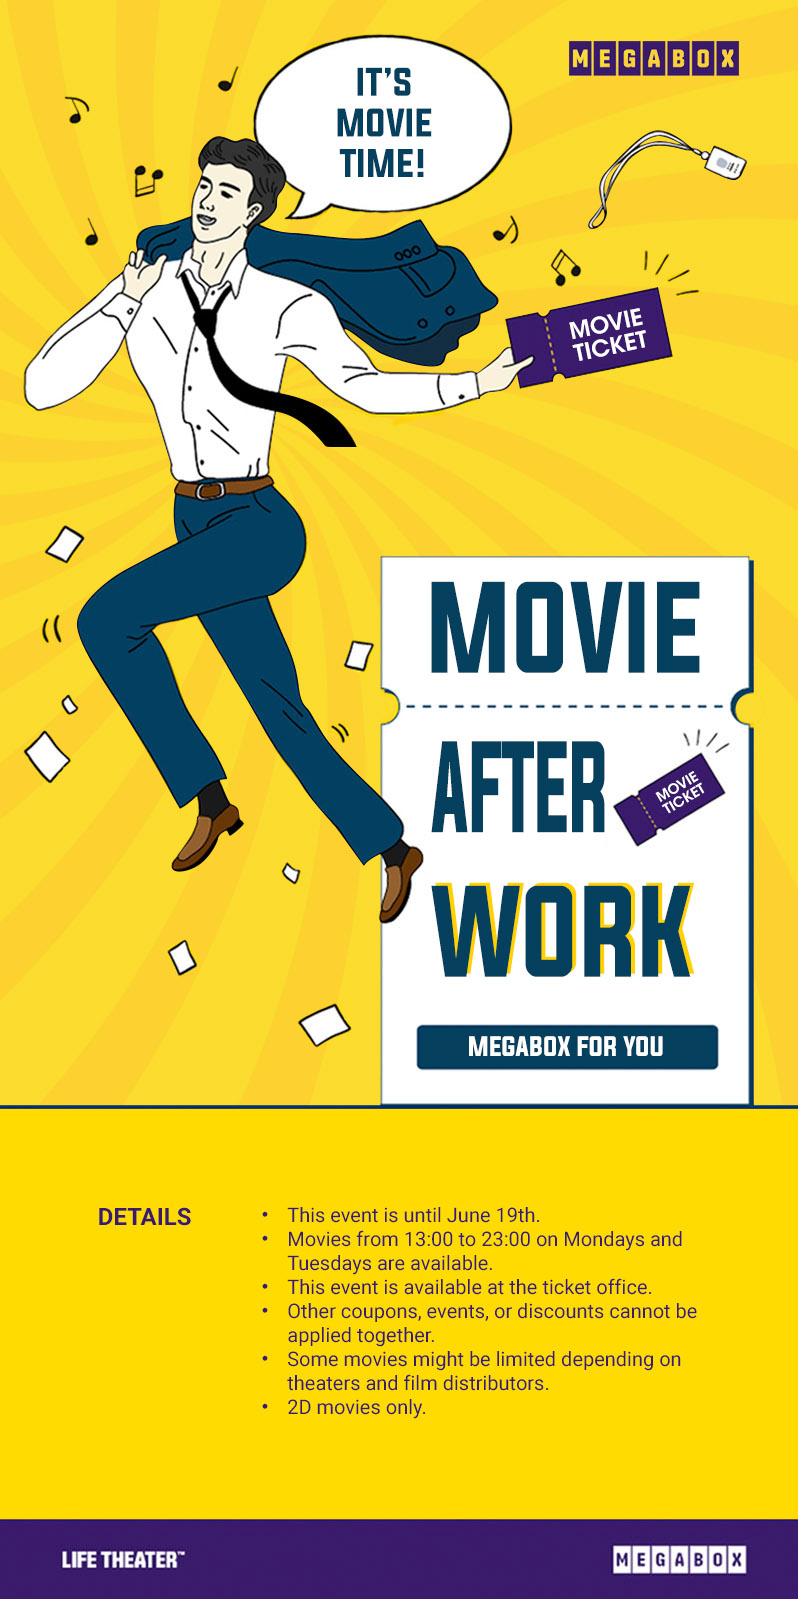 MEGABOX
IT'S
MOVIE
TIME!
MOVIE
TICKET
MOVIE
AFTER
MOVIE
TICKET
WORK
MEGABOX FOR YOU
DETAILS
• This event is until June 19th.
• Movies from 13:00 to 23:00 on Mondays and
Tuesdays are available.
• This event is available at the ticket office.
• Other coupons, events, or discounts cannot be
applied together.
• Some movies might be limited depending on
theaters and film distributors.
• 2D movies only.
LIFE THEATER™
MEGABOX